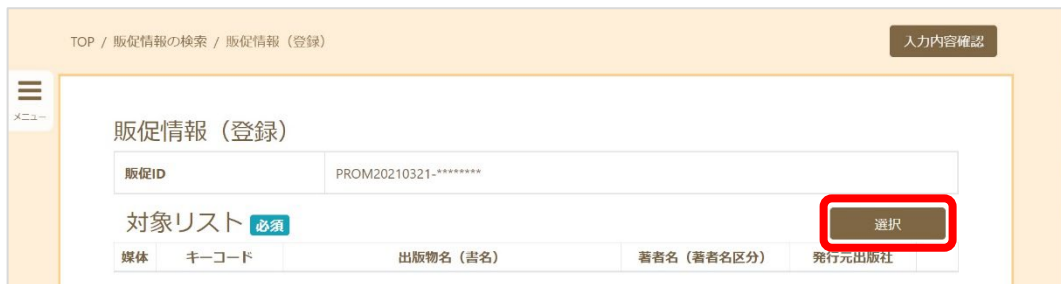 TOP / 販促情報の検索 / 販促情報（登録）
入力内容確認
メニュー
販促情報（登録）
販促ID PROM20210321-********
対象リスト 必須 選択
媒体 キーコード 出版物名（書名） 著者名（著者名区分） 発行元出版社